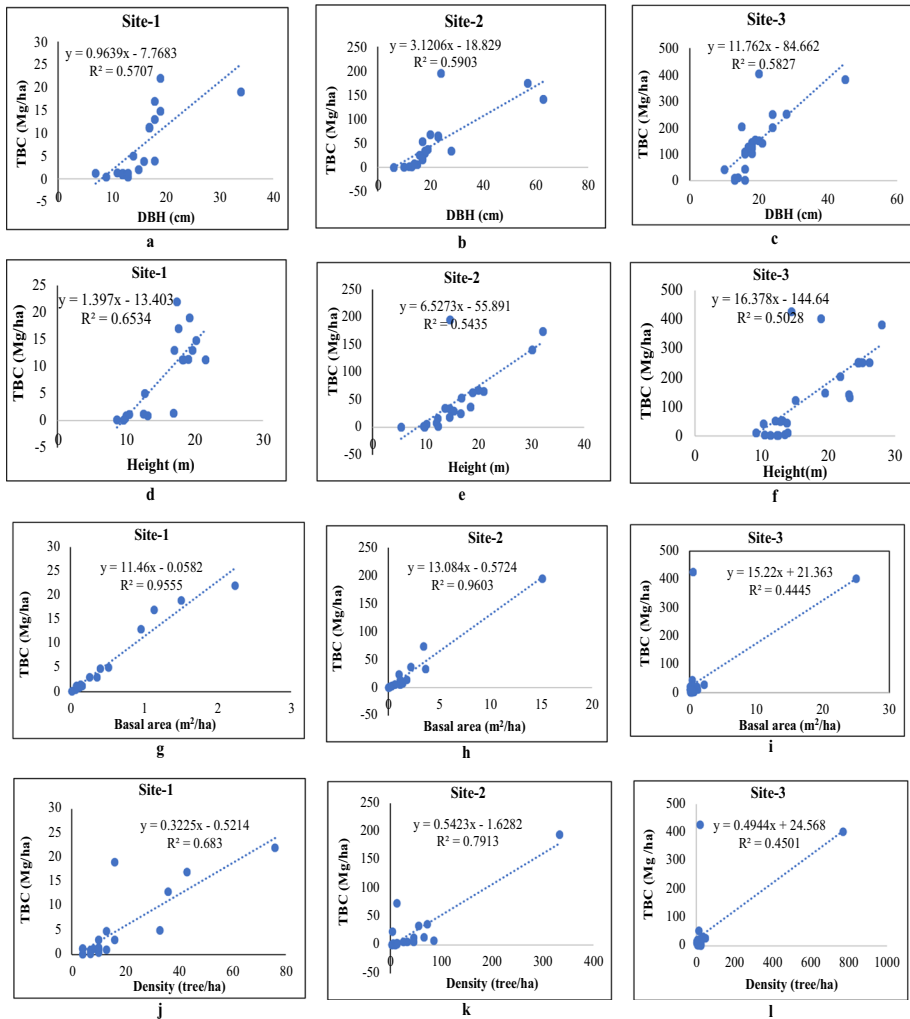 Site-1
y = 0.9639x - 7.7683
R² = 0.5707
TBC (Mg/ha)
30
25
20
15
10
5
0
-5
0
20
40
DBH (cm)
a
Site-2
y = 3.1206x - 18.829
R² = 0.5903
TBC (Mg/ha)
250
200
150
100
50
0
-50
0
20
40
60
80
DBH (cm)
b
Site-3
y = 11.762x - 84.662
R² = 0.5827
TBC (Mg/ha)
500
400
300
200
100
0
0
20
40
60
DBH (cm)
c
Site-1
y = 1.397x - 13.403
R² = 0.6534
TBC (Mg/ha)
25
20
15
10
5
0
-5
0
10
20
30
Height (m)
d
Site-2
y = 6.5273x - 55.891
R² = 0.5435
TBC (Mg/ha)
250
200
150
100
50
0
-50
0
10
20
30
40
Height (m)
e
Site-3
y = 16.378x - 144.64
R² = 0.5028
TBC (Mg/ha)
500
400
300
200
100
0
0
10
20
30
Height(m)
f
Site-1
y = 11.46x - 0.0582
R² = 0.9555
TBC (Mg/ha)
30
25
20
15
10
5
0
0
1
2
3
Basal area (m²/ha)
g
Site-2
y = 13.084x - 0.5724
R² = 0.9603
TBC (Mg/ha)
250
200
150
100
50
0
-50
0
10
20
Basal area (m²/ha)
h
Site-3
y = 15.22x + 21.363
R² = 0.4445
TBC (Mg/ha)
500
400
300
200
100
0
0
10
20
30
Basal area (m²/ha)
i
Site-1
y = 0.3225x - 0.5214
R² = 0.683
TBC (Mg/ha)
30
25
20
15
10
5
0
0
20
40
60
80
Density (tree/ha)
j
Site-2
y = 0.5423x - 1.6282
R² = 0.7913
TBC (Mg/ha)
250
200
150
100
50
0
-50
0
200
400
Density (tree/ha)
k
Site-3
y = 0.4944x + 24.568
R² = 0.4501
TBC (Mg /ha)
500
400
300
200
100
0
0
200
400
600
800
1000
Density (tree/ha)
l